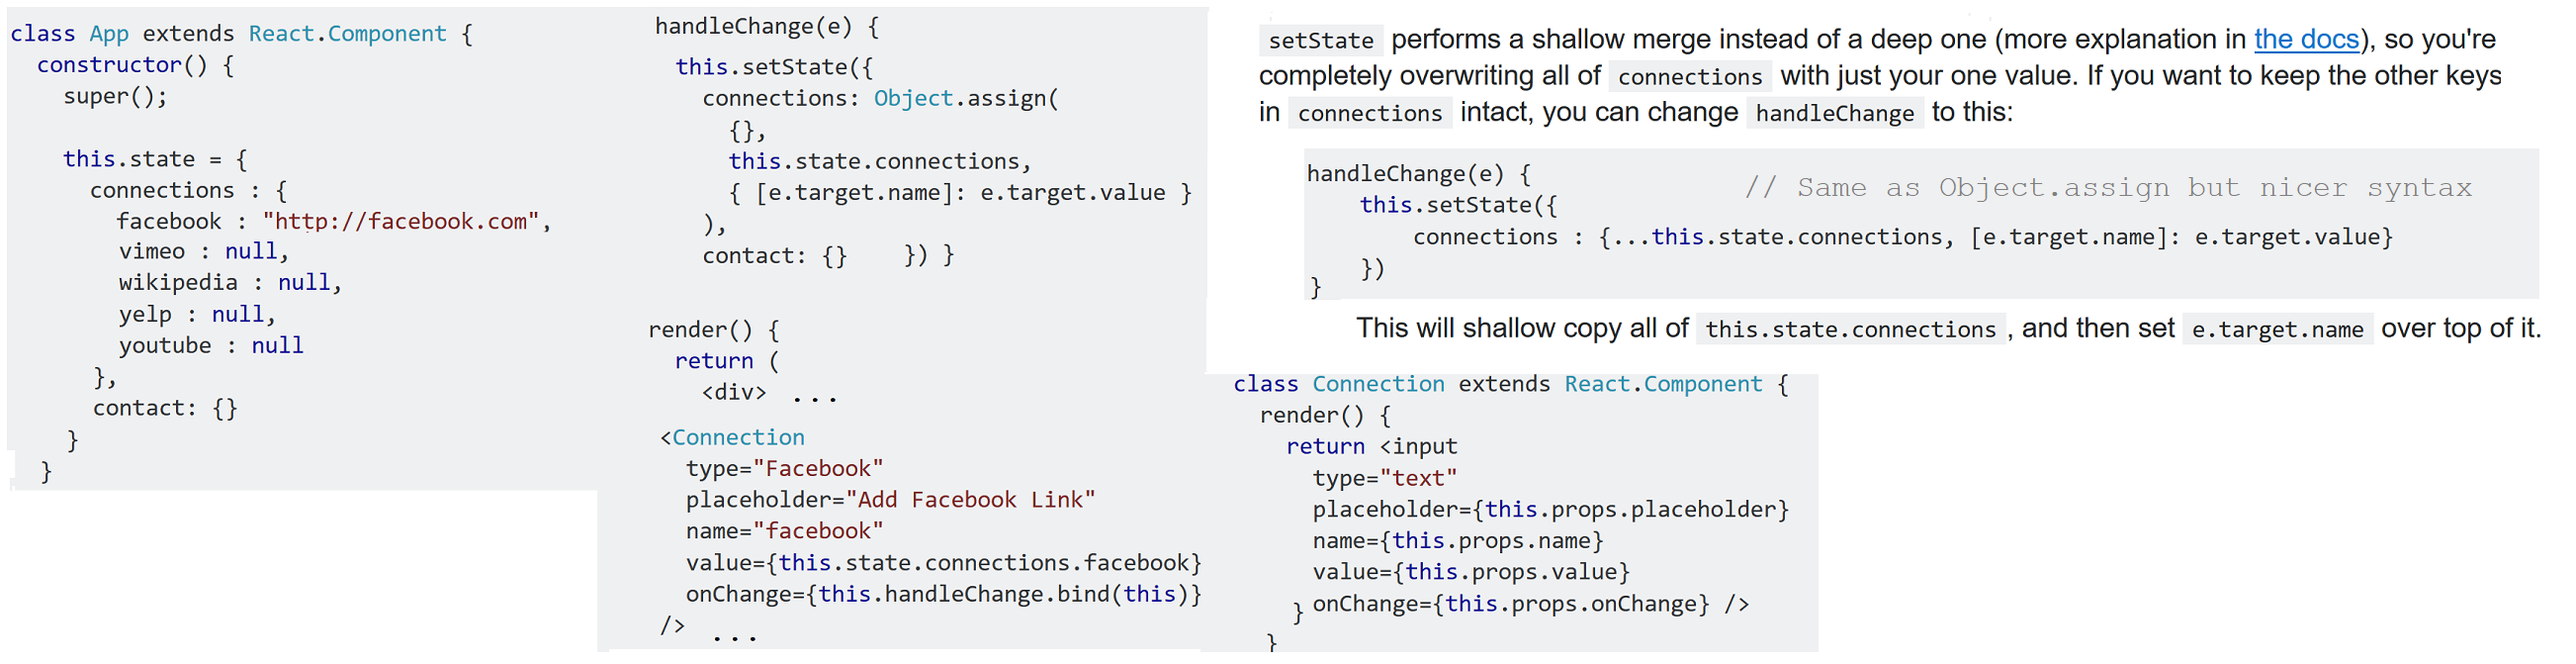 class App extends React.Component {
constructor() {
super();
this.state = {
connections : {
facebook : "http://facebook.com",
vimeo : null,
wikipedia : null,
yelp : null,
youtube : null
},
contact: {}
}
}
handleChange(e) {
this.setState({
connections: Object.assign(
{},
this.state.connections,
{ [e.target.name]: e.target.value }
),
contact: {} }) }
render() {
return (
<div> ...
<Connection
type="Facebook"
placeholder="Add Facebook Link"
name="facebook"
value={this.state.connections.facebook}
onChange={this.handleChange.bind(this)}
/> ...
setState performs a shallow merge instead of a deep one (more explanation in the docs), so you're
completely overwriting all of connections with just your one value. If you want to keep the other keys
in connections intact, you can change handleChange to this:
handleChange(e) {
// Same as Object.assign but nicer syntax
this.setState({
connections : {...this.state.connections, [e.target.name]: e.target.value}
})
}
This will shallow copy all of this.state.connections, and then set e.target.name over top of it.
class Connection extends React.Component {
render() {
return <input
type="text"
placeholder={this.props.placeholder}
name={this.props.name}
value={this.props.value}
} onChange={this.props.onChange} />
}